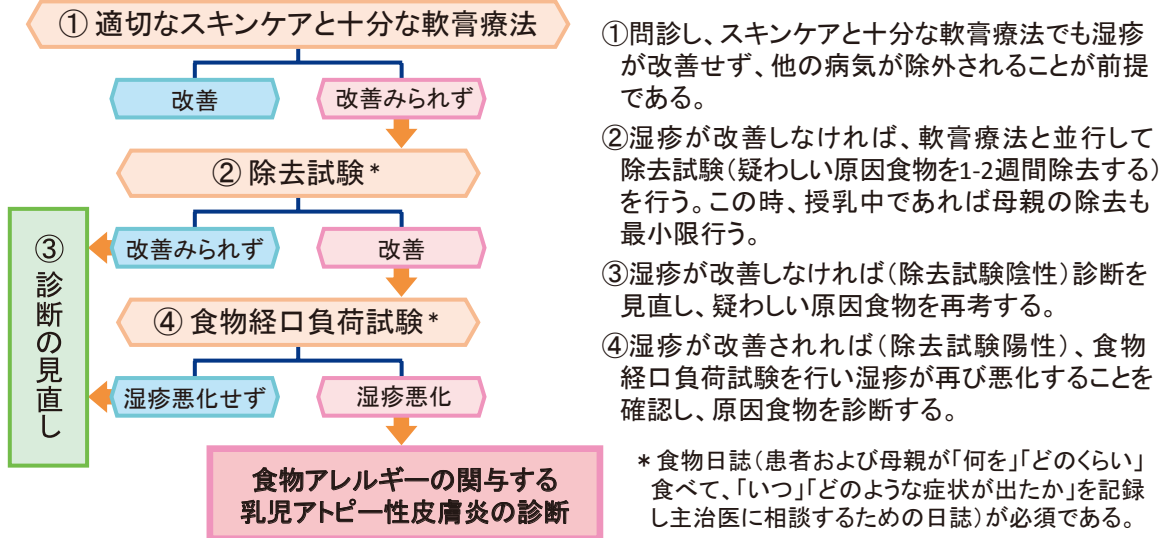 ① 適切なスキンケアと十分な軟膏療法
改善
改善みられず
② 除去試験*
改善みられず
改善
③診断の見直し
④ 食物経口負荷試験*
湿疹悪化せず
湿疹悪化
食物アレルギーの関与する
乳児アトピー性皮膚炎の診断
①問診し、スキンケアと十分な軟膏療法でも湿疹
が改善せず、他の病気が除外されることが前提
である。
②湿疹が改善しなければ、軟膏療法と並行して
除去試験(疑わしい原因食物を1-2週間除去する)
を行う。この時、授乳中であれば母親の除去も
最小限行う。
③湿疹が改善しなければ(除去試験陰性)診断を
見直し、疑わしい原因食物を再考する。
④湿疹が改善されれば(除去試験陽性)、食物
経口負荷試験を行い湿疹が再び悪化することを
確認し、原因食物を診断する。
* 食物日誌(患者および母親が「何を」「どのくらい」
食べて、「いつ」「どのような症状が出たか」を記録
し主治医に相談するための日誌)が必須である。